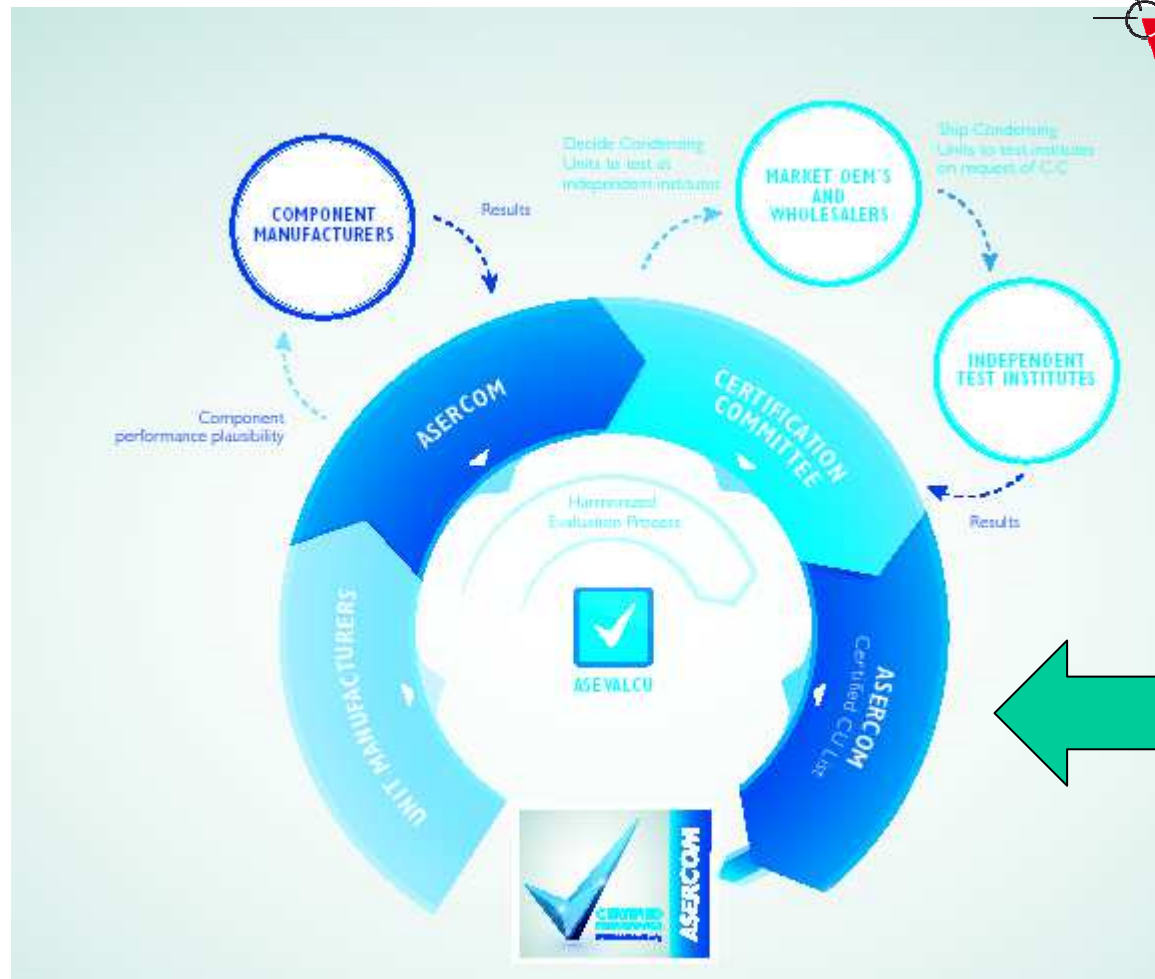 COMPONENT
MANUFACTURERS
Results
Decide Condensing
Units to test at
independent institutes
MARKET OEM'S
AND
WHOLESALERS
Ship Condensing
Units to test institutes
on request of C.C
INDEPENDENT
TEST INSTITUTES
Results
Component
performance plausibility
ASERCOM
CERTIFICATION
COMMITTEE
Harmonized
Evaluation Process
UNIT MANUFACTURERS
ASEVALCU
ASERCOM
Certified CU List
CERTIFIED
ASERCOM